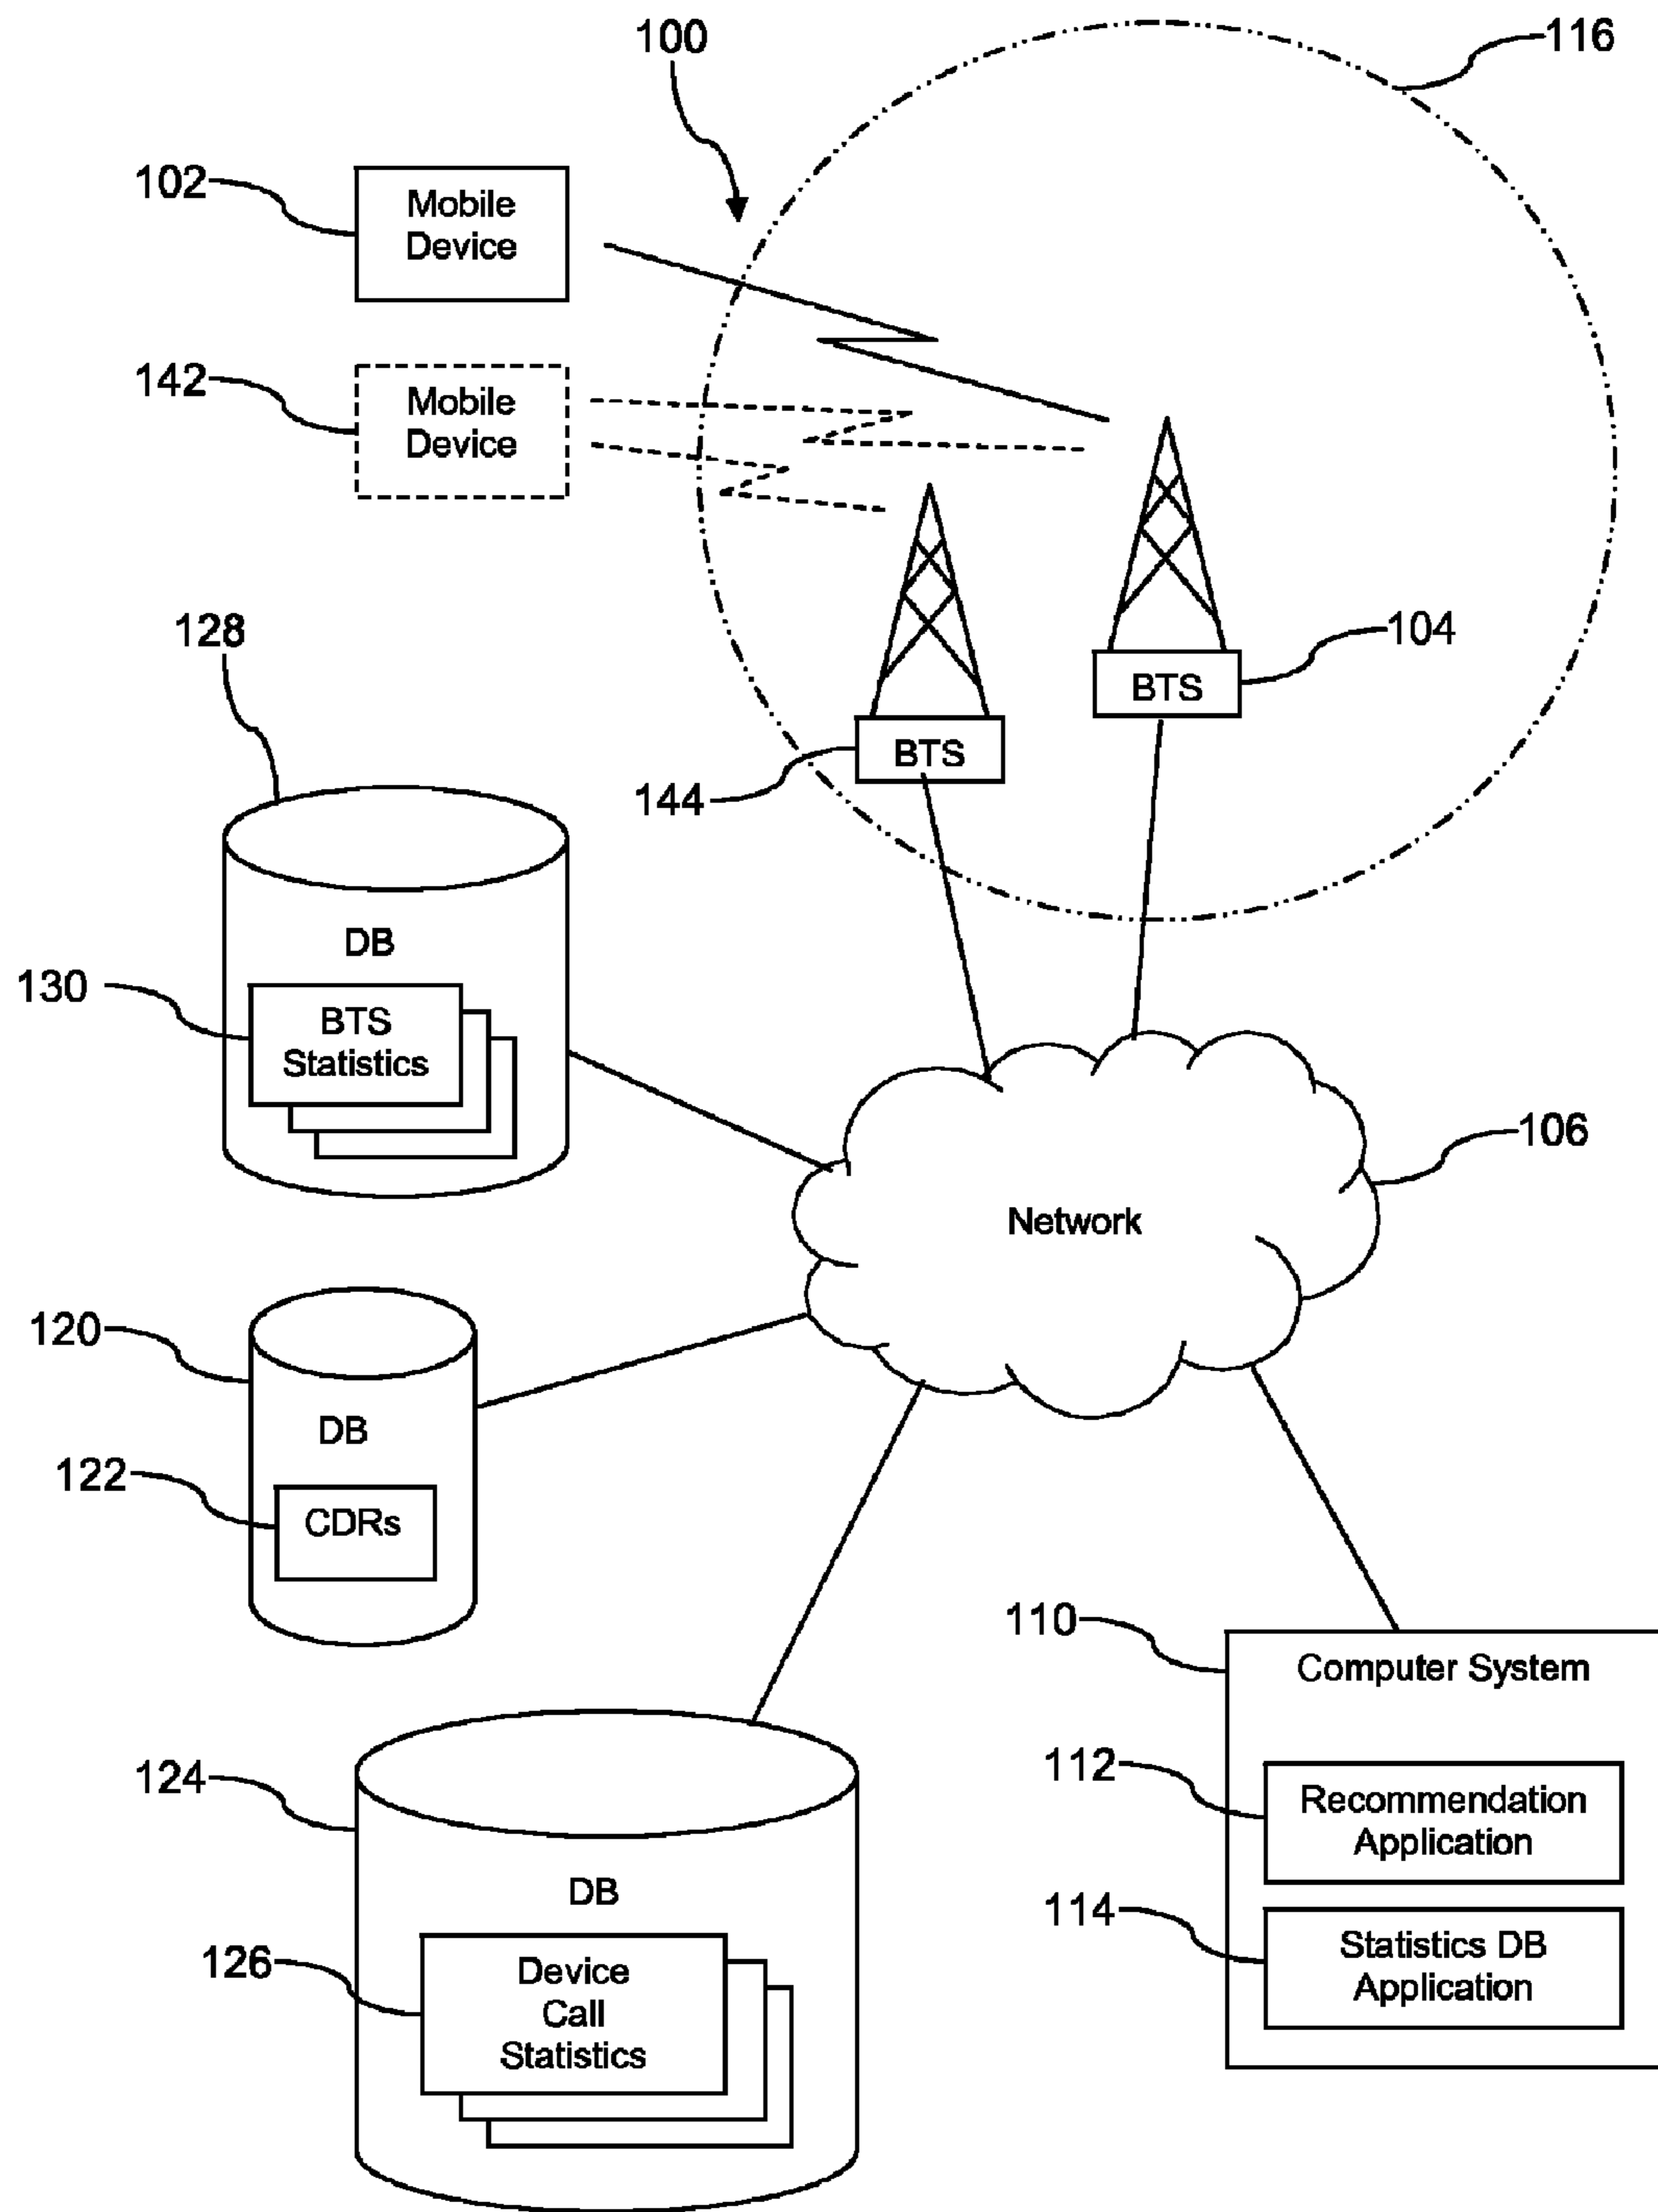 100
116
102
Mobile
Device
142
Mobile
Device
128
104
BTS
144
BTS
DB
130
BTS
Statistics
106
Network
120
DB
122
CDRs
110
Computer System
124
112
Recommendation
Application
DB
114
Statistics DB
Application
126
Device
Call
Statistics